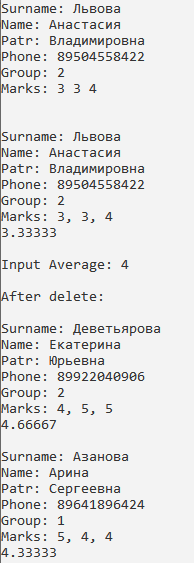 Surname: Львова
Name: Анастасия
Patr: Владимировна
Phone: 89504558422
Group: 2
Marks: 3 3 4
Surname: Львова
Name: Анастасия
Patr: Владимировна
Phone: 89504558422
Group: 2
Marks: 3, 3, 4
3.33333
Input Average: 4
After delete:
Surname: Деветьярова
Name: Екатерина
Patr: Юрьевна
Phone: 89922040906
Group: 2
Marks: 4, 5, 5
4.66667
Surname: Азанова
Name: Арина
Patr: Сергеевна
Phone: 89641896424
Group: 1
Marks: 5, 4, 4
4.33333